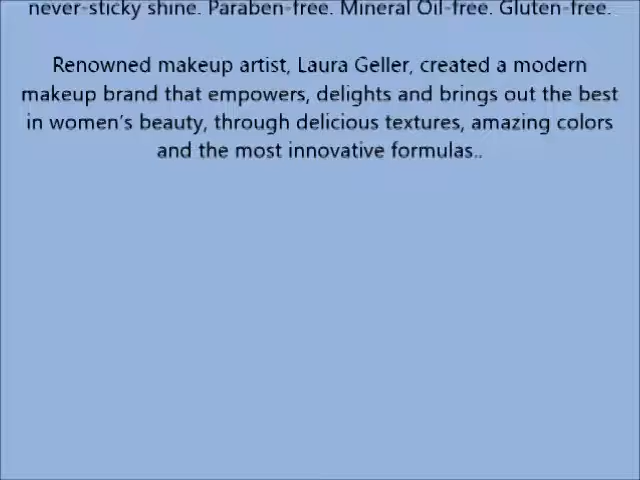 never-sticky shine. Paraben-free. Mineral Oil-free. Gluten-free.
Renowned makeup artist, Laura Geller, created a modern
makeup brand that empowers, delights and brings out the best
in women's beauty, through delicious textures, amazing colors
and the most innovative formulas..